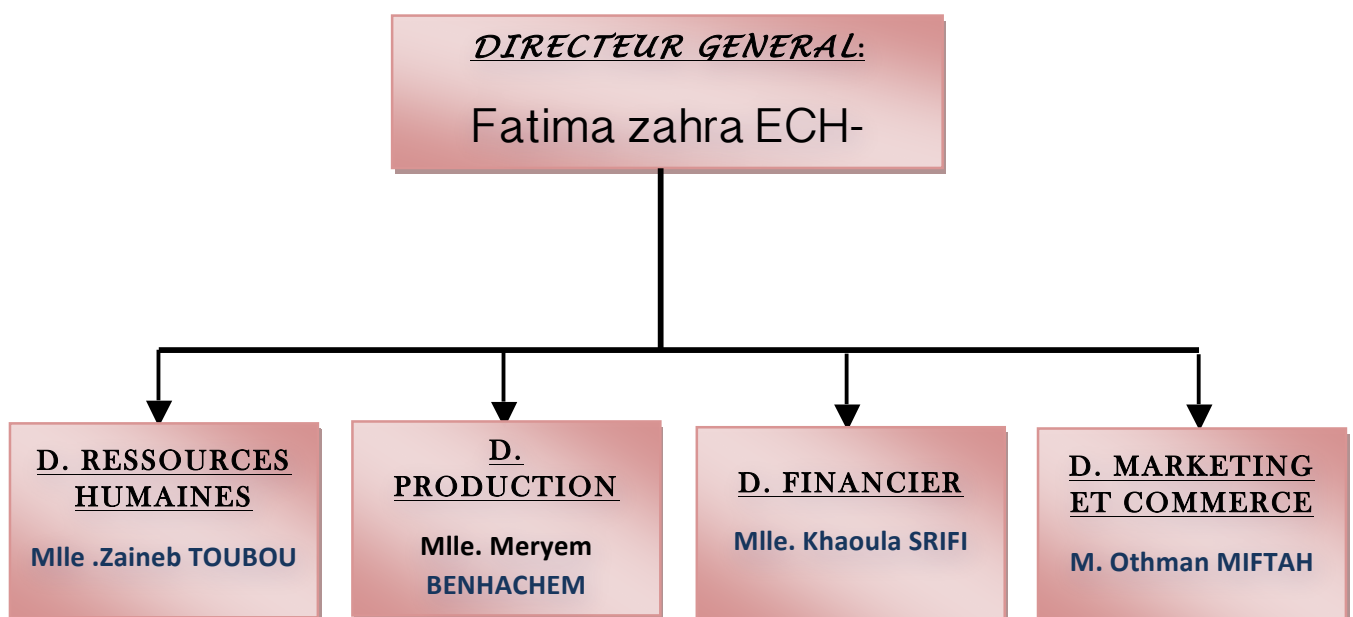 DIRECTEUR GENERAL:
Fatima zahra ECH-
D. RESSOURCES
HUMAINES
Mlle .Zaineb TOUBOU
D.
PRODUCTION
Mlle. Meryem
BENHACHEM
D. FINANCIER
Mlle. Khaoula SRIFI
D. MARKETING
ET COMMERCE
M. Othman MIFTAH